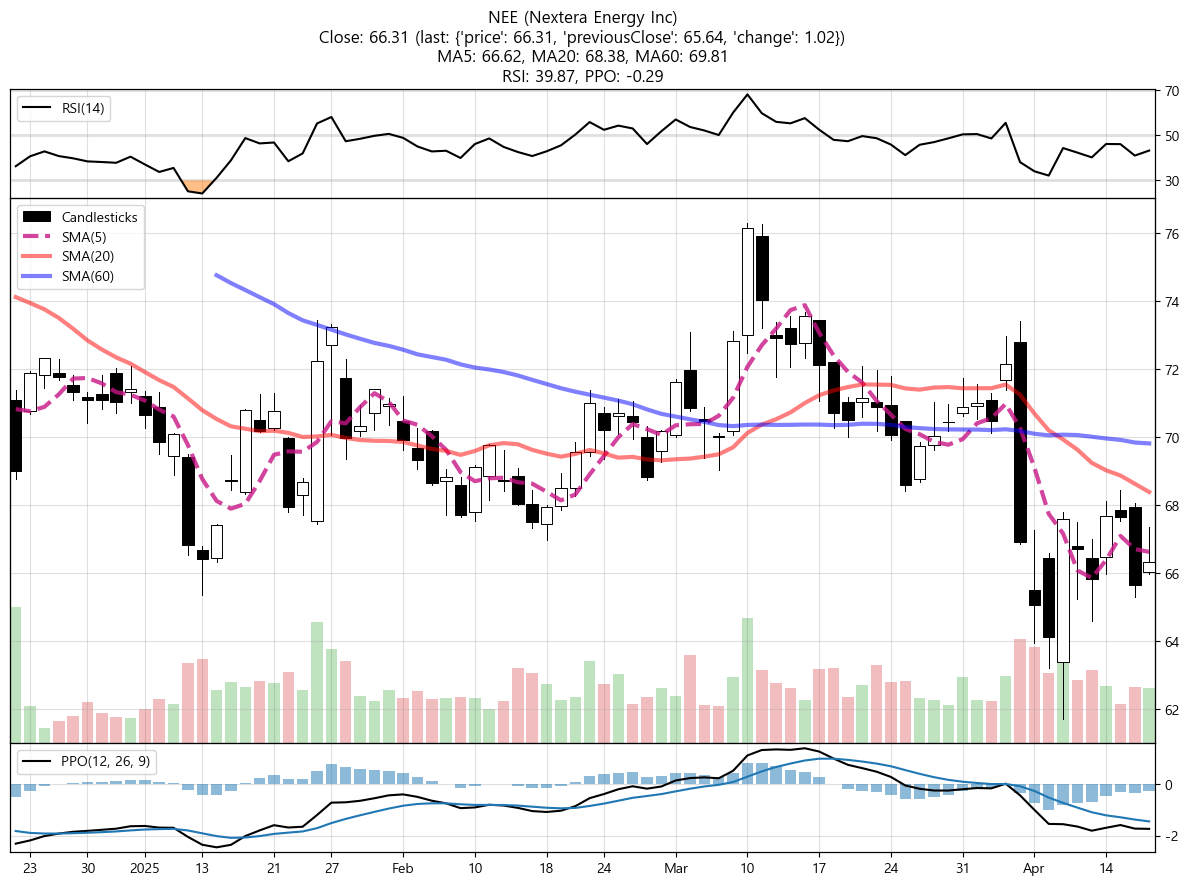 NEE (Nextera Energy Inc)
Close: 66.31 (last: {'price': 66.31, 'previousClose': 65.64, 'change': 1.02})
MA5: 66.62, MA20: 68.38, MA60: 69.81
RSI: 39.87, PPO: -0.29
RSI(14)
70
50
30
Candlesticks
SMA(5)
SMA(20)
SMA(60)
76
74
72
70
68
66
64
62
PPO(12, 26, 9)
0
-2
23 30 2025 13 21 27 Feb 10 18 24 Mar 10 17 24 31 Apr 14